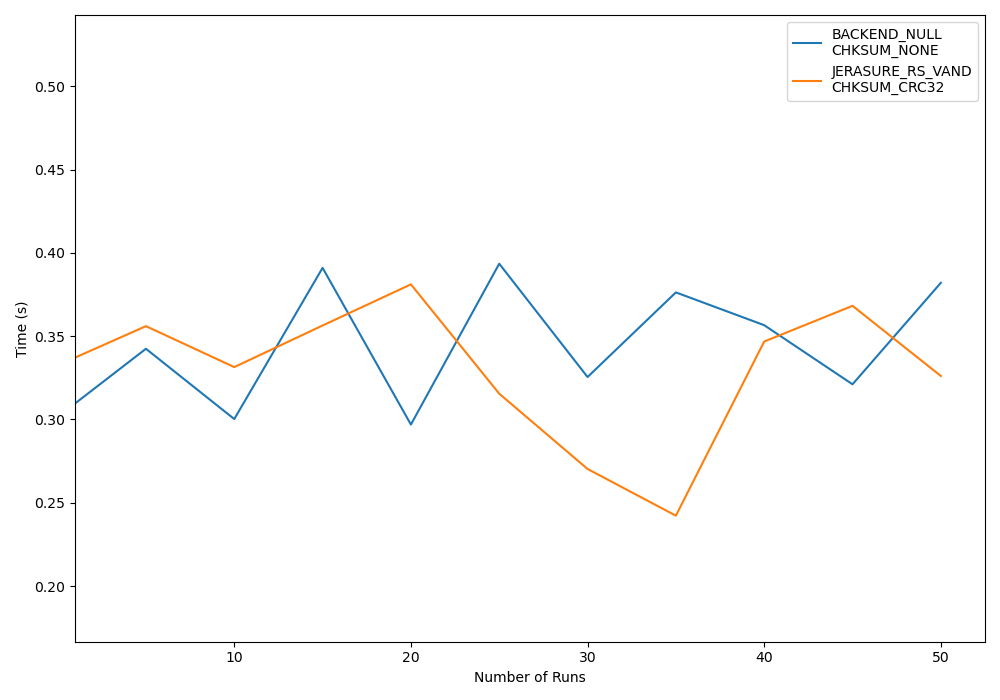 BACKEND_NULL
CHKSUM_NONE
JERASURE_RS_VAND
CHKSUM_CRC32
0.50
0.45
0.40
0.35
0.30
0.25
0.20
Time (s)
10 20 30 40 50
Number of Runs